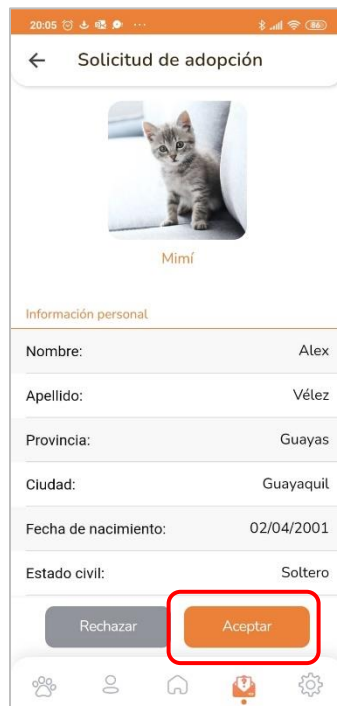 20:05 ... 86
Solicitud de adopción
Mimí
Información personal
Nombre: Alex
Apellido: Vélez
Provincia: Guayas
Ciudad: Guayaquil
Fecha de nacimiento: 02/04/2001
Estado civil: Soltero
Rechazar Aceptar